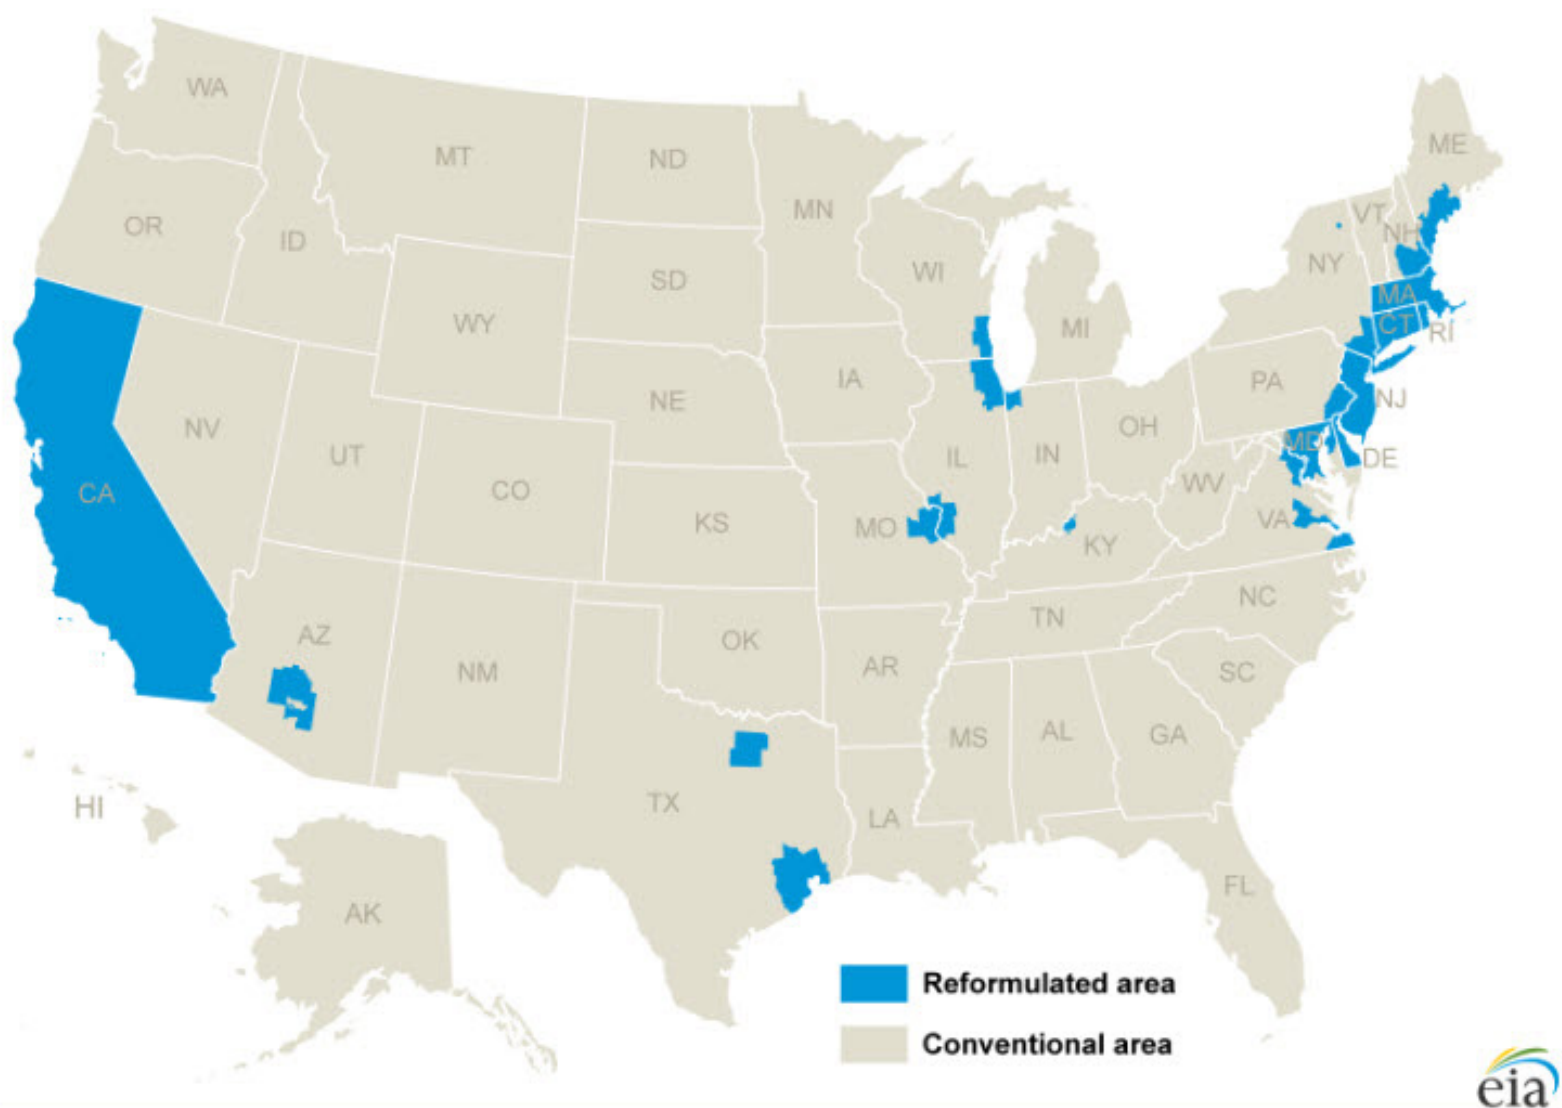 WA
MT
ND
MN
ME
OR
ID
SD
WI
VT
NH
NY
WY
MI
MA
CT
RI
NE
IA
PA
NJ
NV
UT
CO
KS
MO
IL
IN
OH
WV
MD
DE
CA
VA
KY
AZ
NM
OK
AR
TN
NC
SC
MS
AL
GA
TX
LA
HI
AK
FL
Reformulated area
Conventional area
eia